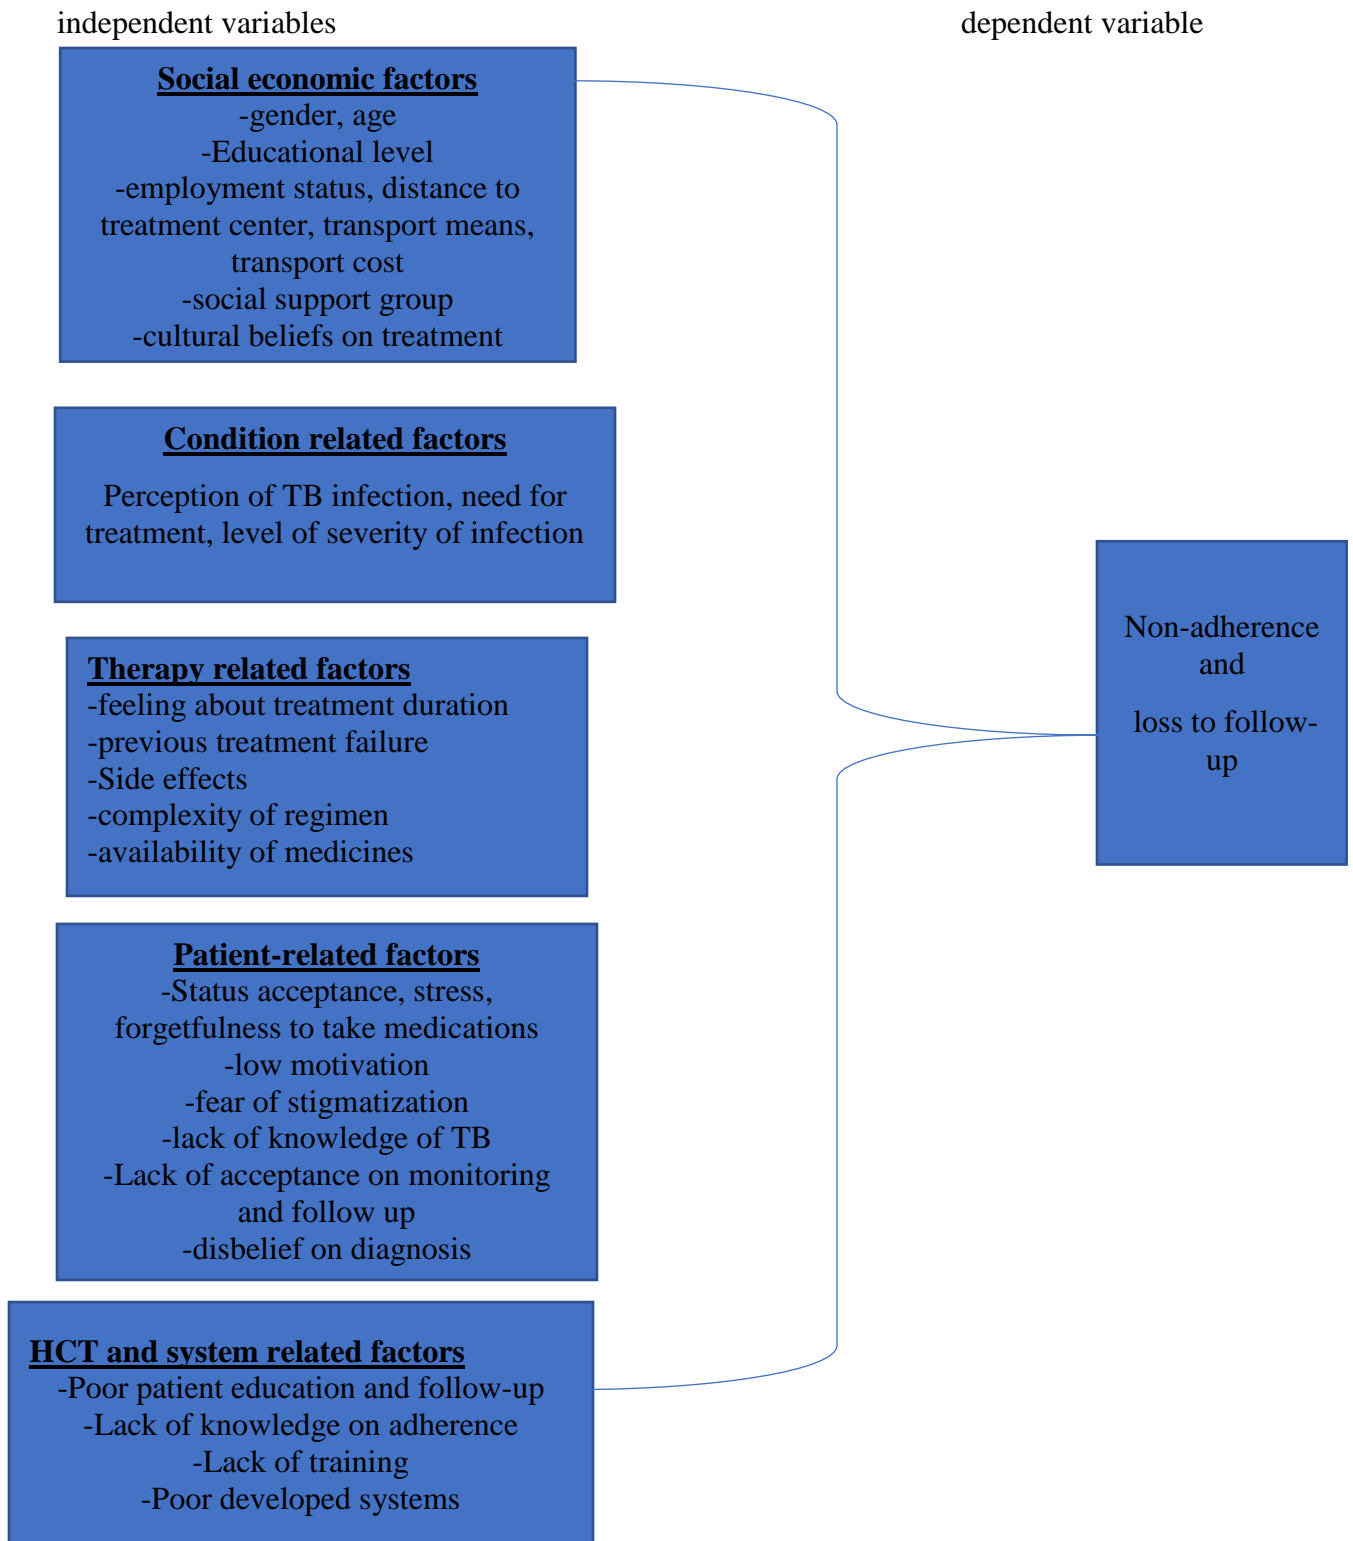 independent variables
dependent variable
Social economic factors
-gender, age
-Educational level
-employment status, distance to
treatment center, transport means,
transport cost
-social support group
-cultural beliefs on treatment
Condition related factors
Perception of TB infection, need for
treatment, level of severity of infection
Therapy related factors
-feeling about treatment duration
-previous treatment failure
-Side effects
-complexity of regimen
-availability of medicines
Patient-related factors
-Status acceptance, stress,
forgetfulness to take medications
-low motivation
-fear of stigmatization
-lack of knowledge of TB
-Lack of acceptance on monitoring
and follow up
-disbelief on diagnosis
HCT and system related factors
-Poor patient education and follow-up
-Lack of knowledge on adherence
-Lack of training
-Poor developed systems
Non-adherence
and
loss to follow-
up